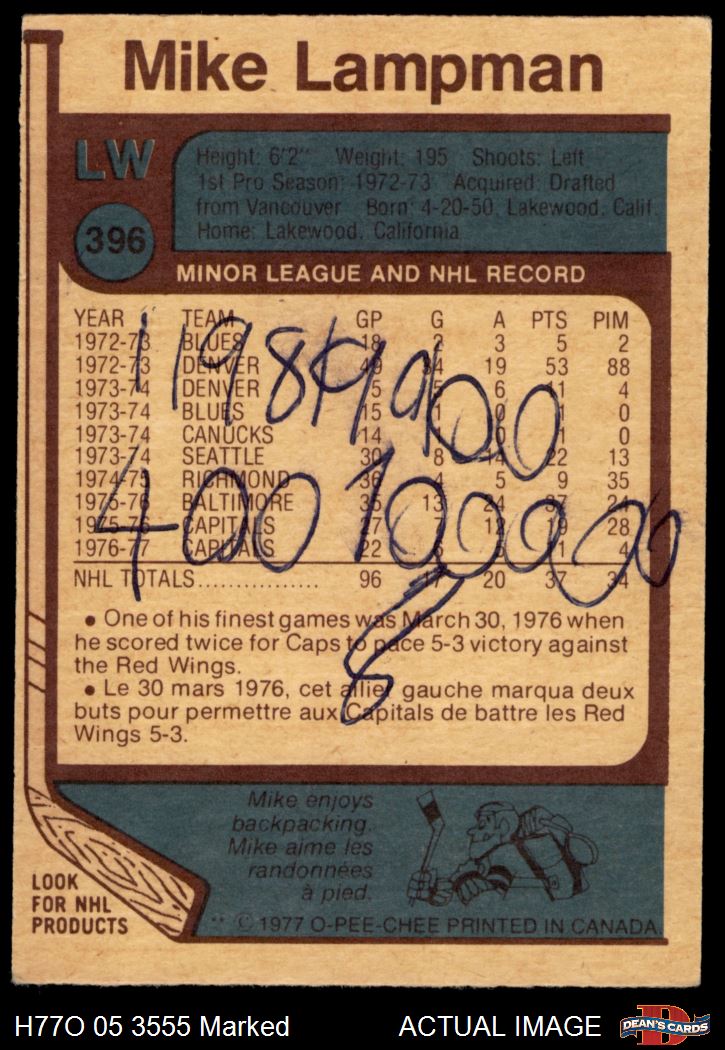 Mike Lampman
LW
Height: 6'2" Weight: 195 Shoots: Left
1st Pro Season: 1972-73 Acquired: Drafted
from Vancouver Born: 4-20-50, Lakewood, Calif.
Home: Lakewood, California
396
MINOR LEAGUE AND NHL RECORD
YEAR TEAM GP G A PTS PIM
1972-73 BLUES 18 2 3 5 2
1972-73 DENVER 49 34 19 53 88
1973-74 DENVER 5 6 11 4
1973-74 BLUES 15 1 0 1 0
1973-74 CANUCKS 14 1 0 1 0
1973-74 SEATTLE 30 8 14 22 13
1974-75 RICHMOND 36 4 5 9 35
1975-76 BALTIMORE 35 13 24 37 24
1975-76 CAPITALS 27 12 19 28
1976-77 CAPITALS 22 11 4
NHL TOTALS................ 96 17 20 37 34
• One of his finest games was March 30, 1976 when
he scored twice for Caps to pace 5-3 victory against
the Red Wings.
• Le 30 mars 1976, cet ailier gauche marqua deux
buts pour permettre aux Capitals de battre les Red
Wings 5-3.
Mike enjoys
backpacking.
Mike aime les
randonnées
à pied.
LOOK
FOR NHL
PRODUCTS
** © 1977 O-PEE-CHEE PRINTED IN CANADA.
H77O 05 3555 Marked ACTUAL IMAGE
DEAN'S CARDS